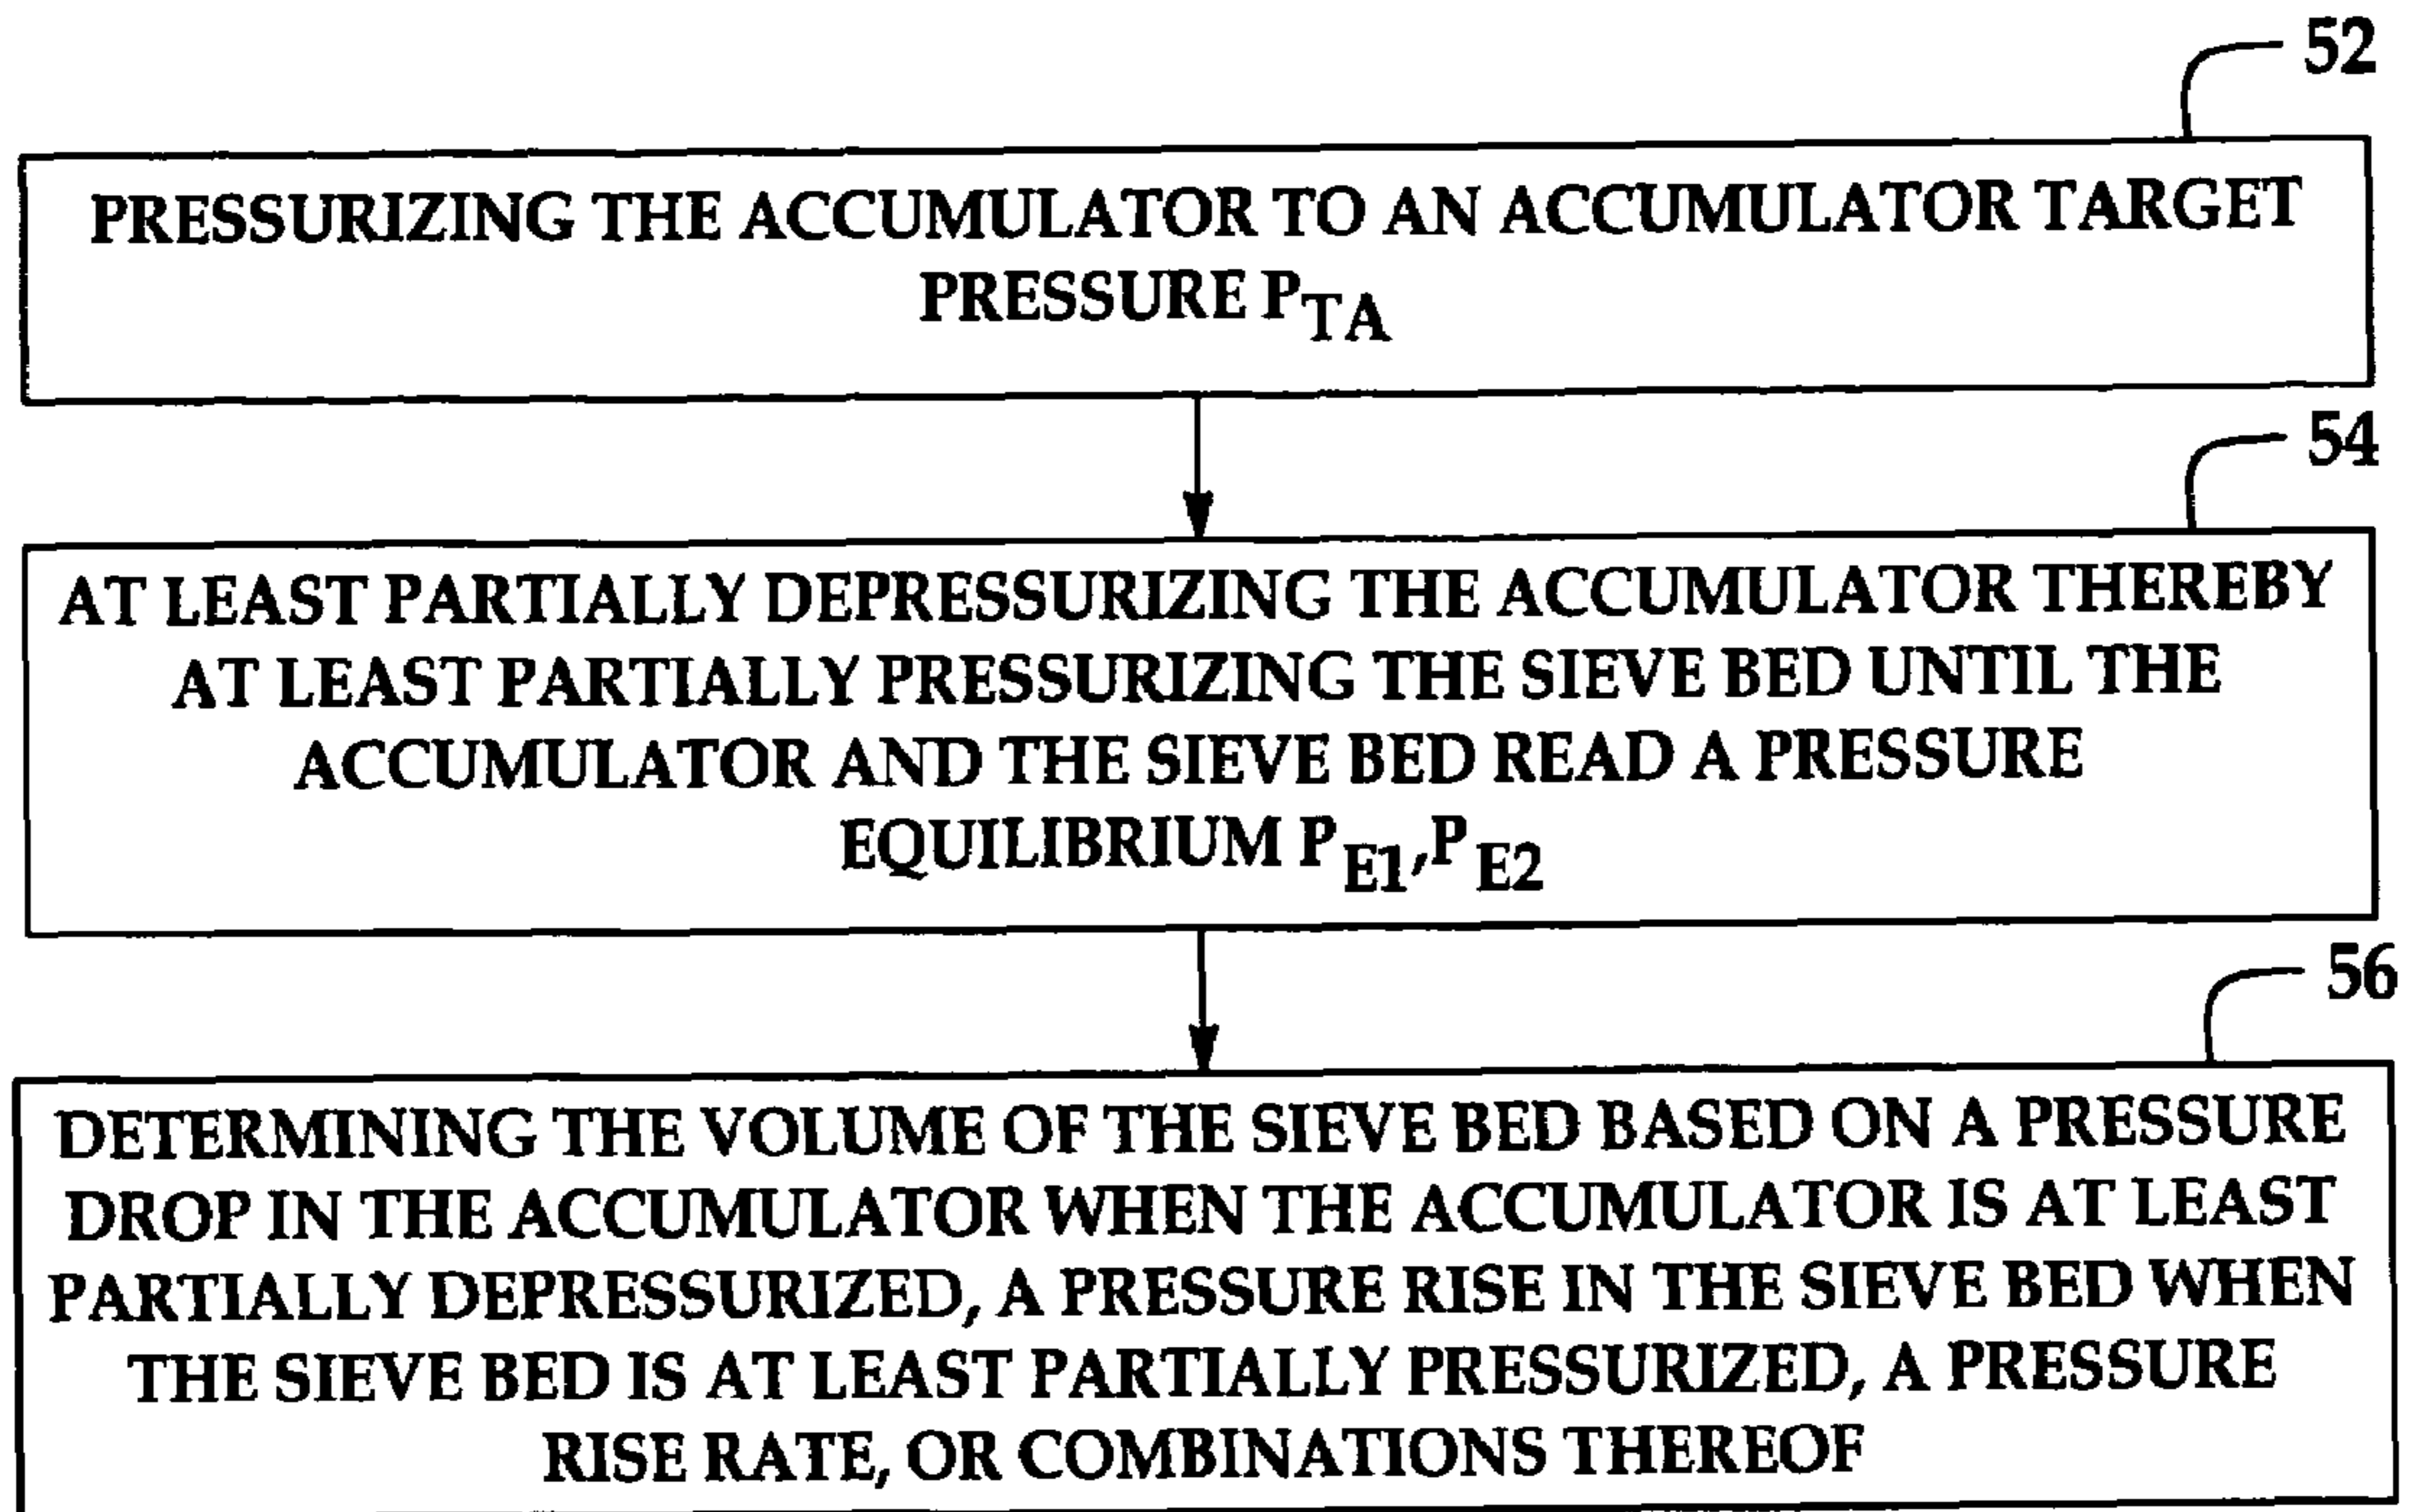 52
PRESSURIZING THE ACCUMULATOR TO AN ACCUMULATOR TARGET
PRESSURE P_TA
54
AT LEAST PARTIALLY DEPRESSURIZING THE ACCUMULATOR THEREBY
AT LEAST PARTIALLY PRESSURIZING THE SIEVE BED UNTIL THE
ACCUMULATOR AND THE SIEVE BED READ A PRESSURE
EQUILIBRIUM P_E1, P_E2
56
DETERMINING THE VOLUME OF THE SIEVE BED BASED ON A PRESSURE
DROP IN THE ACCUMULATOR WHEN THE ACCUMULATOR IS AT LEAST
PARTIALLY DEPRESSURIZED, A PRESSURE RISE IN THE SIEVE BED WHEN
THE SIEVE BED IS AT LEAST PARTIALLY PRESSURIZED, A PRESSURE
RISE RATE, OR COMBINATIONS THEREOF